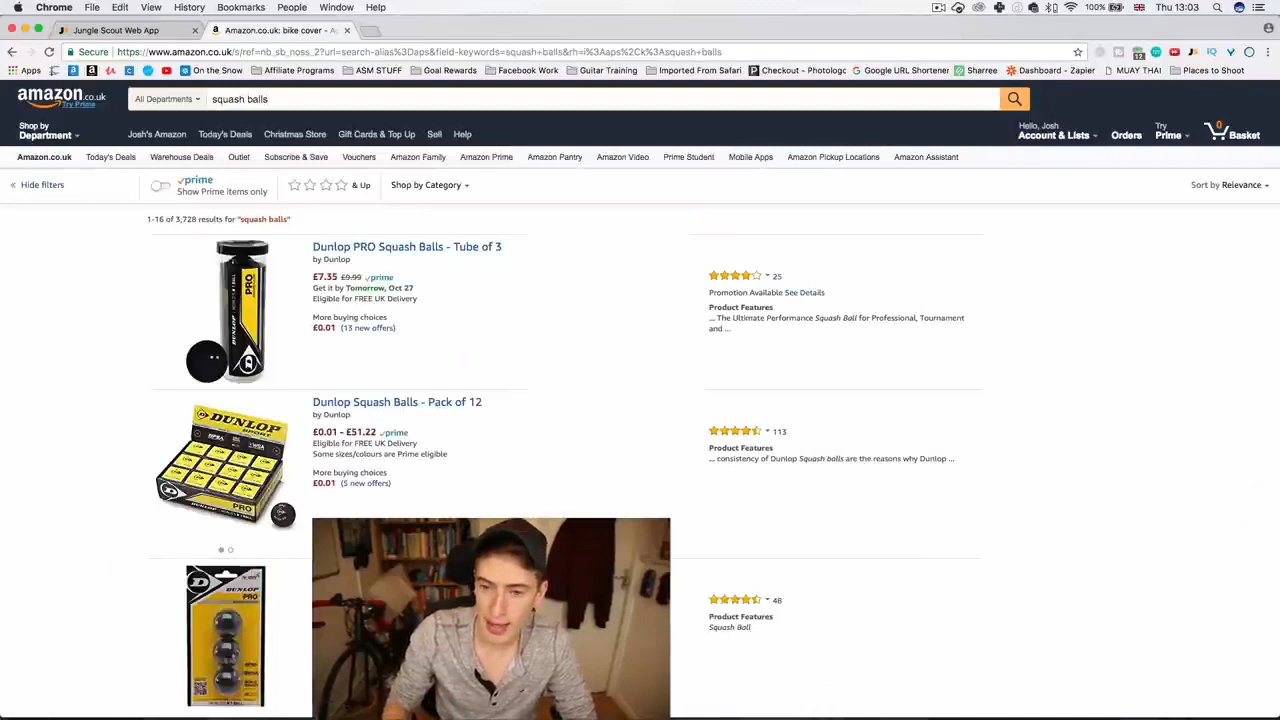 Chrome File Edit View History Bookmarks People Window Help
100% Thu 13:03
Jungle Scout Web App
Amazon.co.uk: bike cover - Ap
Josh
Secure https://www.amazon.co.uk/ref=nb_sb_noss_2?url=search-alias%3Daps&field-keywords=squash+balls&rh=i%3Aaps%2Ck%3Asquash+balls
Apps On the Snow Affiliate Programs ASM STUFF Goal Rewards Facebook Work Guitar Training Imported From Safari Checkout – Photologo Google URL Shortener Sharree Dashboard - Zapier MUAY THAI Places to Shoot
amazon.co.uk
Try Prime
All Departments
squash balls
Shop by
Department
Josh's Amazon Today's Deals Christmas Store Gift Cards & Top Up Sell Help
Hello, Josh
Account & Lists
Orders
Try
Prime
0
Basket
Amazon.co.uk Today's Deals Warehouse Deals Outlet Subscribe & Save Vouchers Amazon Family Amazon Prime Amazon Pantry Amazon Video Prime Student Mobile Apps Amazon Pickup Locations Amazon Assistant
« Hide filters
prime
Show Prime items only
& Up
Shop by Category
Sort by Relevance
1-16 of 3,728 results for "squash balls"
Dunlop PRO Squash Balls - Tube of 3
by Dunlop
£7.35 £9.99 prime
Get it by Tomorrow, Oct 27
Eligible for FREE UK Delivery
More buying choices
£0.01 (13 new offers)
25
Promotion Available See Details
Product Features
... The Ultimate Performance Squash Ball for Professional, Tournament
and ...
PRO
DUNLOP
Dunlop Squash Balls - Pack of 12
by Dunlop
£0.01 - £51.22 prime
Eligible for FREE UK Delivery
Some sizes/colours are Prime eligible
More buying choices
£0.01 (5 new offers)
113
Product Features
... consistency of Dunlop Squash balls are the reasons why Dunlop ...
DUNLOP
SPORT
PRO
48
Product Features
Squash Ball
DUNLOP
PRO